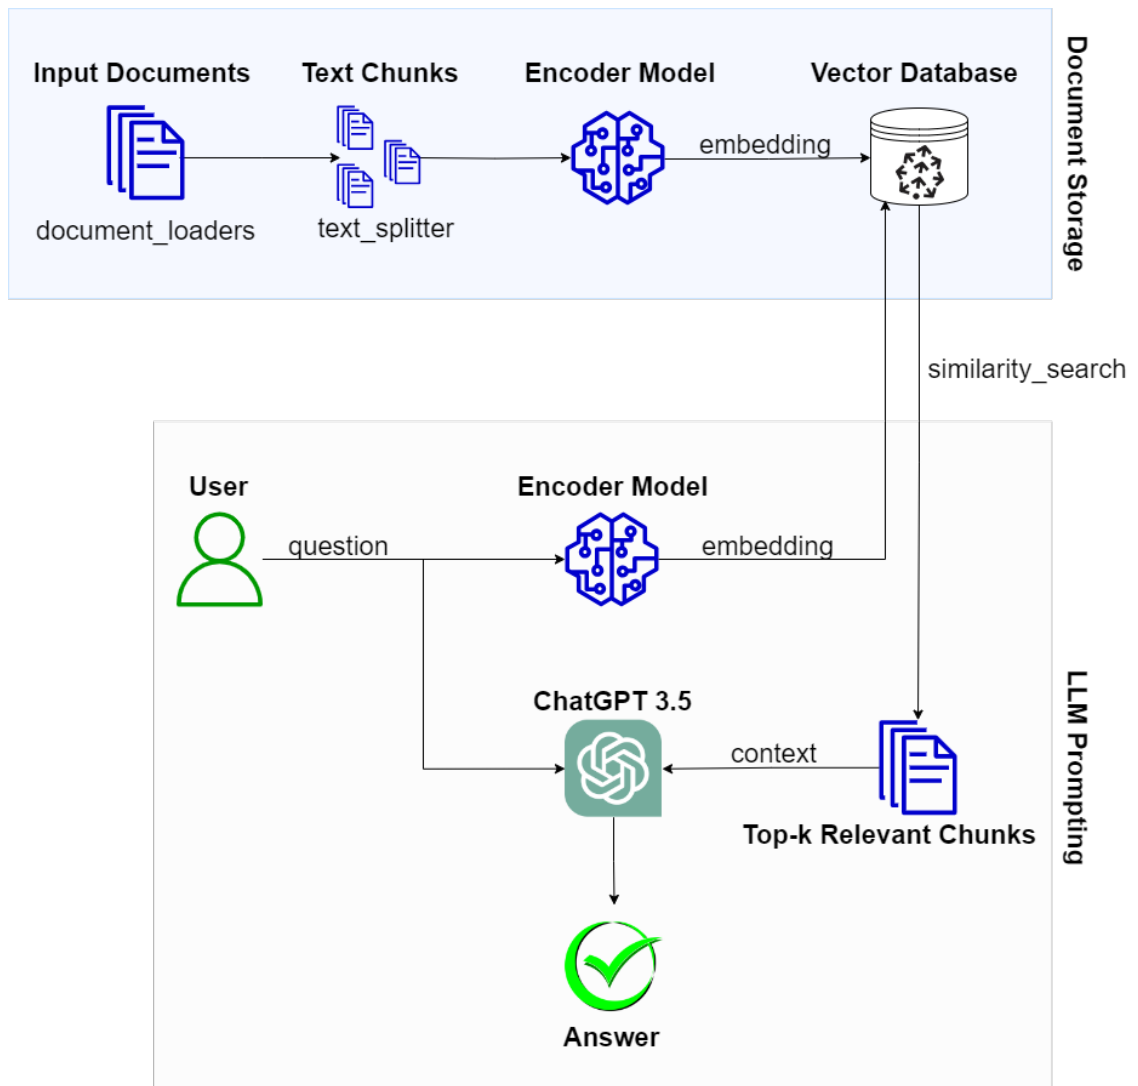 Input Documents
Text Chunks
Encoder Model
Vector Database
embedding
document_loaders
text_splitter
Document Storage
similarity_search
User
Encoder Model
question
embedding
ChatGPT 3.5
context
Top-k Relevant Chunks
LLM Prompting
Answer